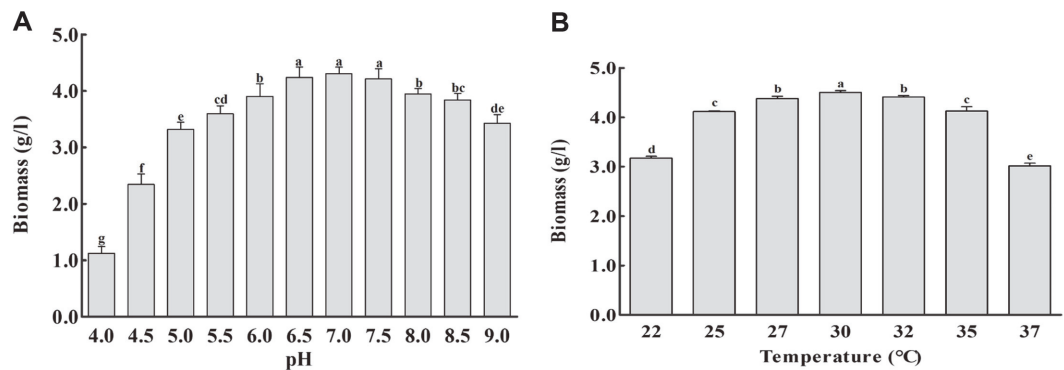 A
Biomass (g/l)
5.0
4.0
3.0
2.0
1.0
0.0
g
f
e
cd
b
a
a
a
b
bc
de
4.0 4.5 5.0 5.5 6.0 6.5 7.0 7.5 8.0 8.5 9.0
pH
B
Biomass (g/l)
5.0
4.0
3.0
2.0
1.0
0.0
d
c
b
a
b
c
e
22 25 27 30 32 35 37
Temperature (°C)